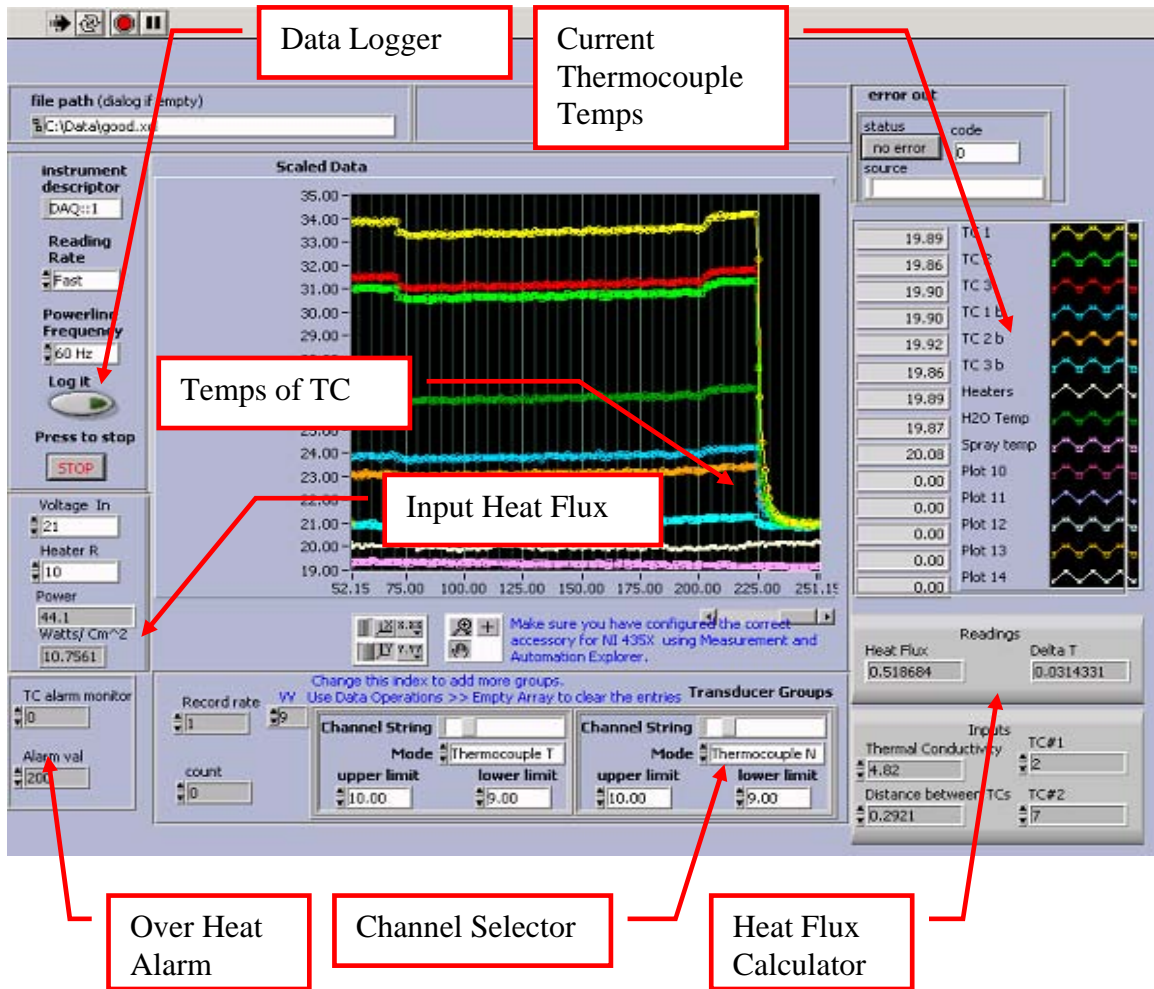 Data Logger
Current
Thermocouple
Temps
file path (dialog if empty)
C:\Data\good.x
error out
status
code
no error
0
source
instrument
descriptor
DAQ::1
Reading
Rate
Fast
Powerline
Frequency
60 Hz
Log it
Press to stop
STOP
Scaled Data
35.00
34.00
33.00
32.00
31.00
30.00
29.00
Temps of TC
24.00
23.00
Input Heat Flux
21.00
20.00
19.00
52.15 75.00 100.00 125.00 150.00 175.00 200.00 225.00 251.15
19.89 TC 1
19.86 TC 2
19.90 TC 3
19.90 TC 1 b
19.92 TC 2 b
19.86 TC 3 b
19.89 Heaters
19.87 H2O Temp
20.08 Spray temp
0.00 Plot 10
0.00 Plot 11
0.00 Plot 12
0.00 Plot 13
0.00 Plot 14
Voltage In
21
Heater R
10
Power
44.1
Watts/ Cm^2
10.7561
Make sure you have configured the correct
accessory for NI 435X using Measurement and
Automation Explorer.
Readings
Heat Flux
Delta T
0.518684
0.0314331
TC alarm monitor
0
Alarm val
200
Record rate
1
count
0
Change this index to add more groups.
Use Data Operations >> Empty Array to clear the entries
Transducer Groups
9
Channel String
Mode Thermocouple T
upper limit lower limit
10.00 9.00
Channel String
Mode Thermocouple N
upper limit lower limit
10.00 9.00
Inputs
Thermal Conductivity
TC#1
4.82
2
Distance between TCs
TC#2
0.2921
7
Over Heat
Alarm
Channel Selector
Heat Flux
Calculator